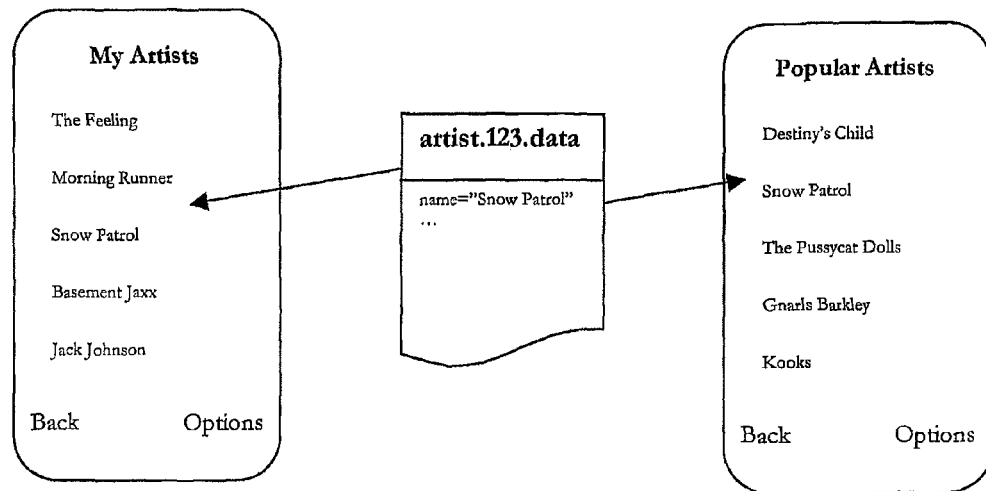 My Artists
The Feeling
Morning Runner
Snow Patrol
Basement Jaxx
Jack Johnson
Back Options
artist.123.data
name=”Snow Patrol”
...
Popular Artists
Destiny's Child
Snow Patrol
The Pussycat Dolls
Gnarls Barkley
Kooks
Back Options